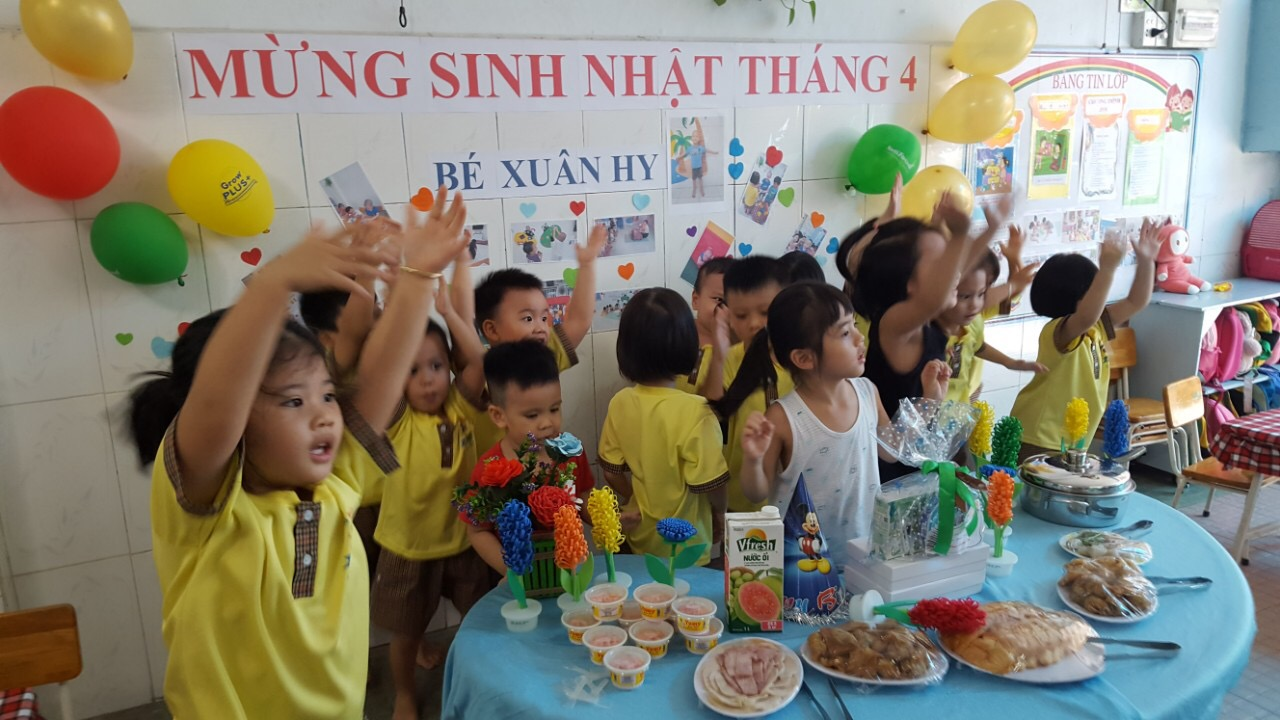 MỪNG SINH NHẬT THÁNG 4
BÉ XUÂN HY
BẢNG TIN LỚP
Grow
PLUS+
Vfresh
NƯỚC ỔI